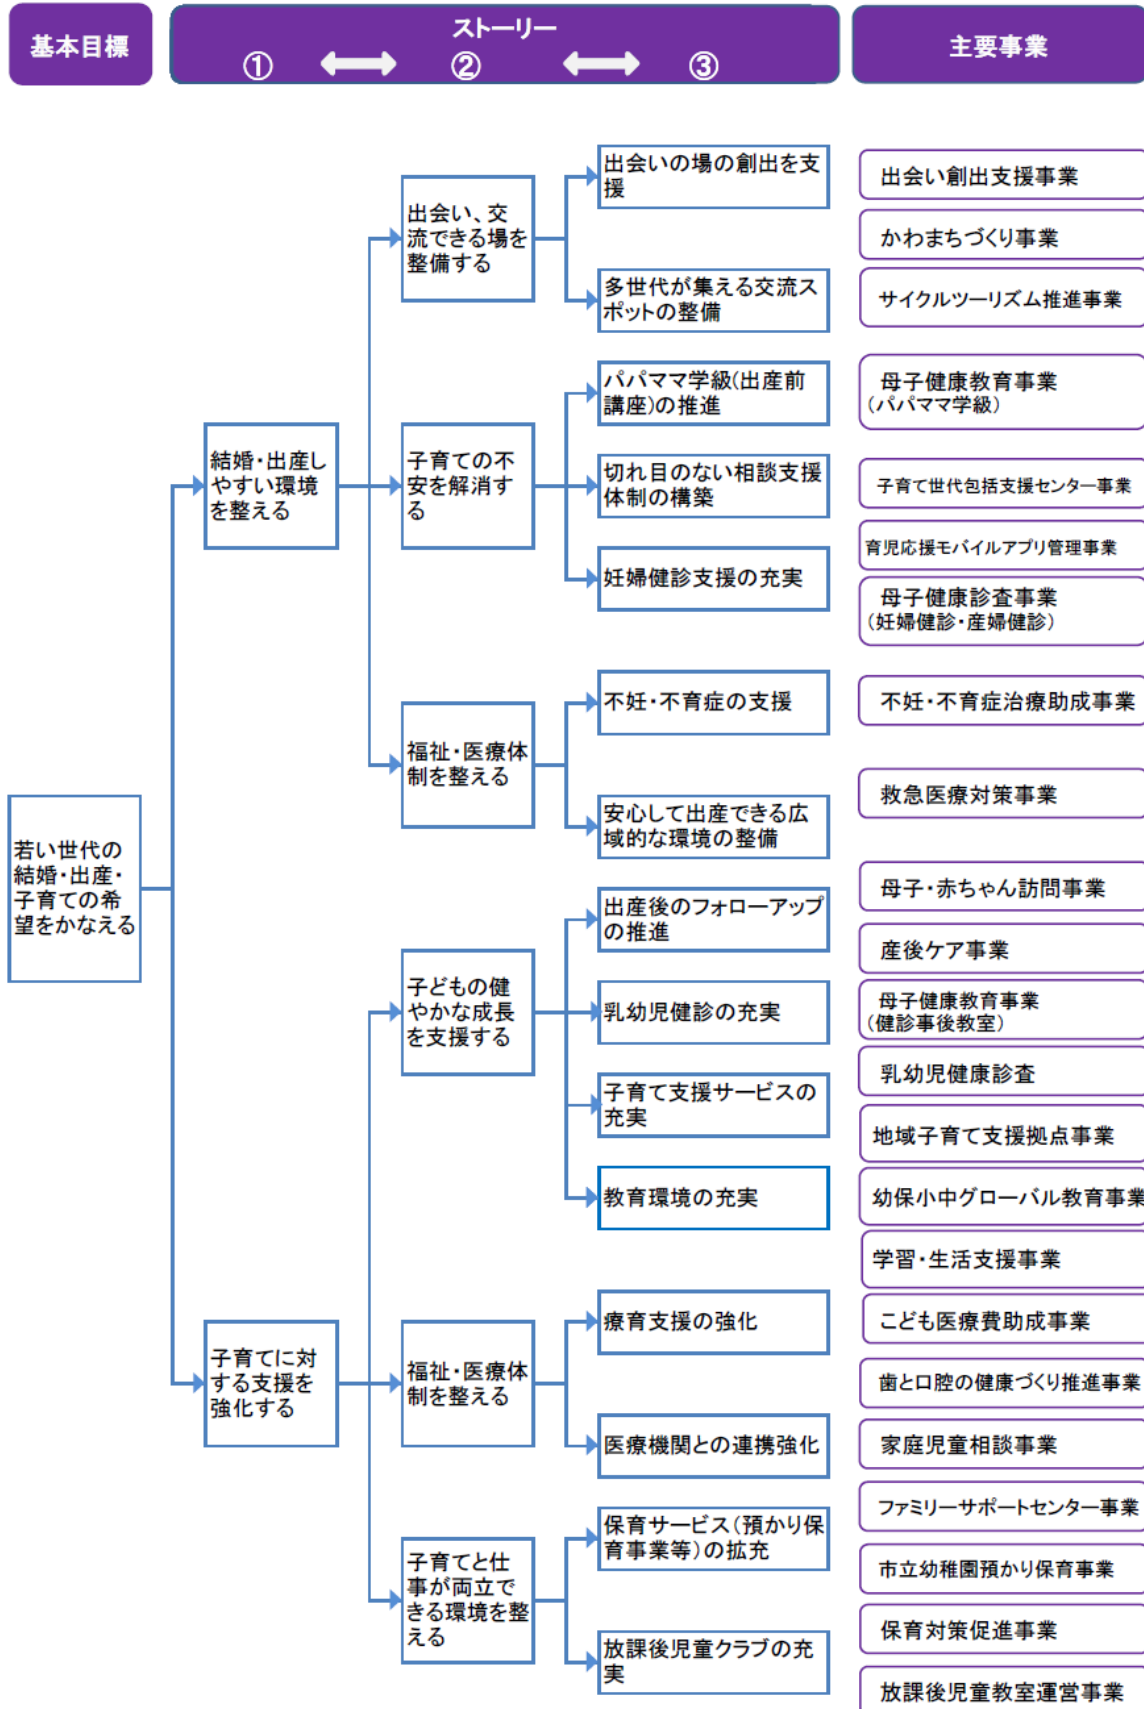 基本目標
ストーリー
① ② ③
主要事業
若い世代の
結婚・出産・
子育ての希
望をかなえる
結婚・出産し
やすい環境
を整える
出会い、交
流できる場を
整備する
出会いの場の創出を支
援
多世代が集える交流ス
ポットの整備
子育ての不
安を解消す
る
パパママ学級(出産前
講座)の推進
切れ目のない相談支援
体制の構築
妊婦健診支援の充実
福祉・医療体
制を整える
不妊・不育症の支援
安心して出産できる広
域的な環境の整備
子育てに対
する支援を
強化する
子どもの健
やかな成長
を支援する
出産後のフォローアップ
の推進
乳幼児健診の充実
子育て支援サービスの
充実
教育環境の充実
福祉・医療体
制を整える
療育支援の強化
医療機関との連携強化
子育てと仕
事が両立で
きる環境を整
える
保育サービス(預かり保
育事業等)の拡充
放課後児童クラブの充
実
出会い創出支援事業
かわまちづくり事業
サイクルツーリズム推進事業
母子健康教育事業
(パパママ学級)
子育て世代包括支援センター事業
育児応援モバイルアプリ管理事業
母子健康診査事業
(妊婦健診・産婦健診)
不妊・不育症治療助成事業
救急医療対策事業
母子・赤ちゃん訪問事業
産後ケア事業
母子健康教育事業
(健診事後教室)
乳幼児健康診査
地域子育て支援拠点事業
幼保小中グローバル教育事業
学習・生活支援事業
こども医療費助成事業
歯と口腔の健康づくり推進事業
家庭児童相談事業
ファミリーサポートセンター事業
市立幼稚園預かり保育事業
保育対策促進事業
放課後児童教室運営事業